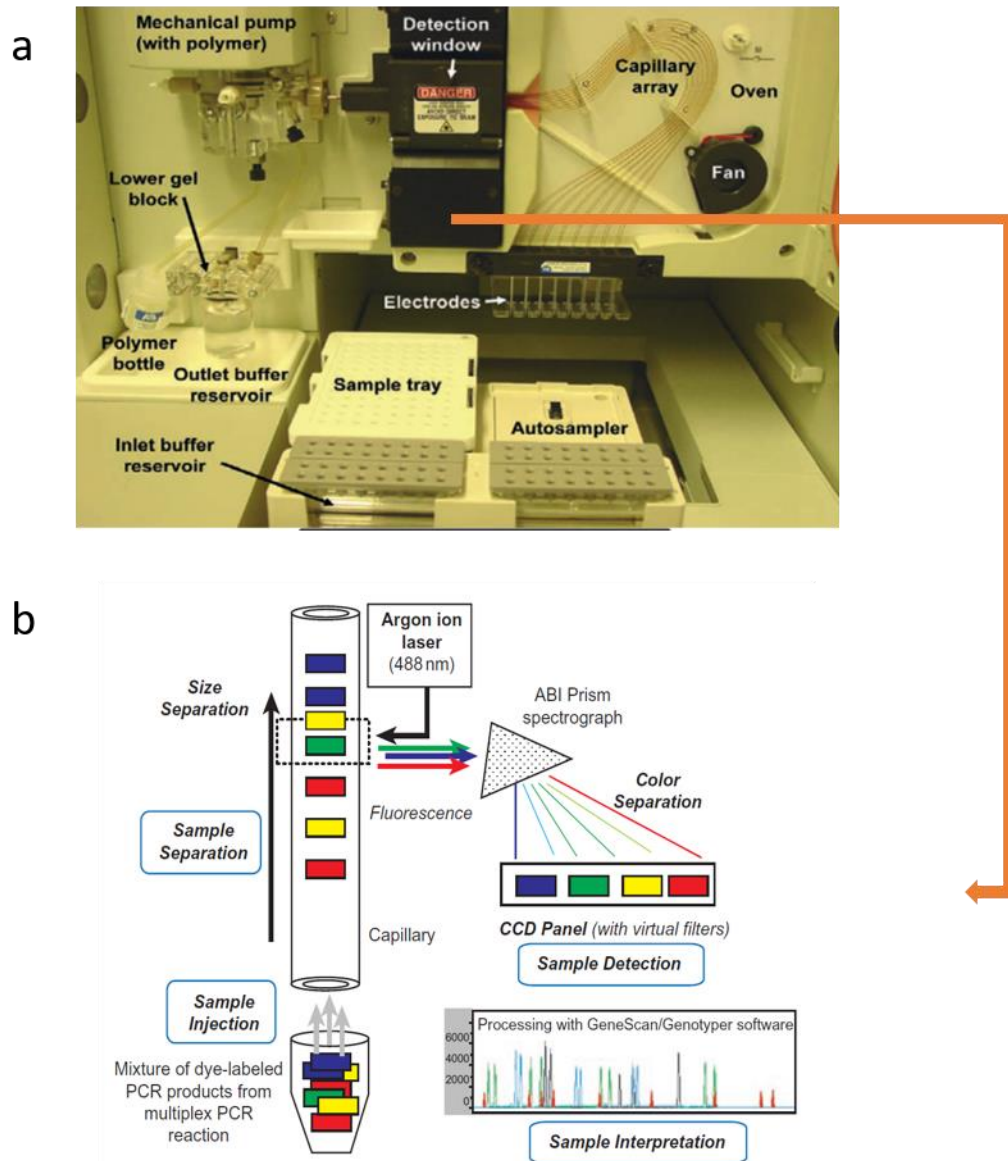 a
Mechanical pump
(with polymer)
Detection
window
DANGER
Capillary
array
Oven
Fan
Lower gel
block
Electrodes
Polymer
bottle
Outlet buffer
reservoir
Sample tray
Autosampler
Inlet buffer
reservoir
b
Argon ion
laser
(488 nm)
Size
Separation
ABI Prism
spectrograph
Color
Separation
Fluorescence
Sample
Separation
Capillary
CCD Panel (with virtual filters)
Sample Detection
Sample
Injection
Mixture of dye-labeled
PCR products from
multiplex PCR
reaction
Processing with GeneScan/Genotyper software
6000
4000
2000
0
Sample Interpretation